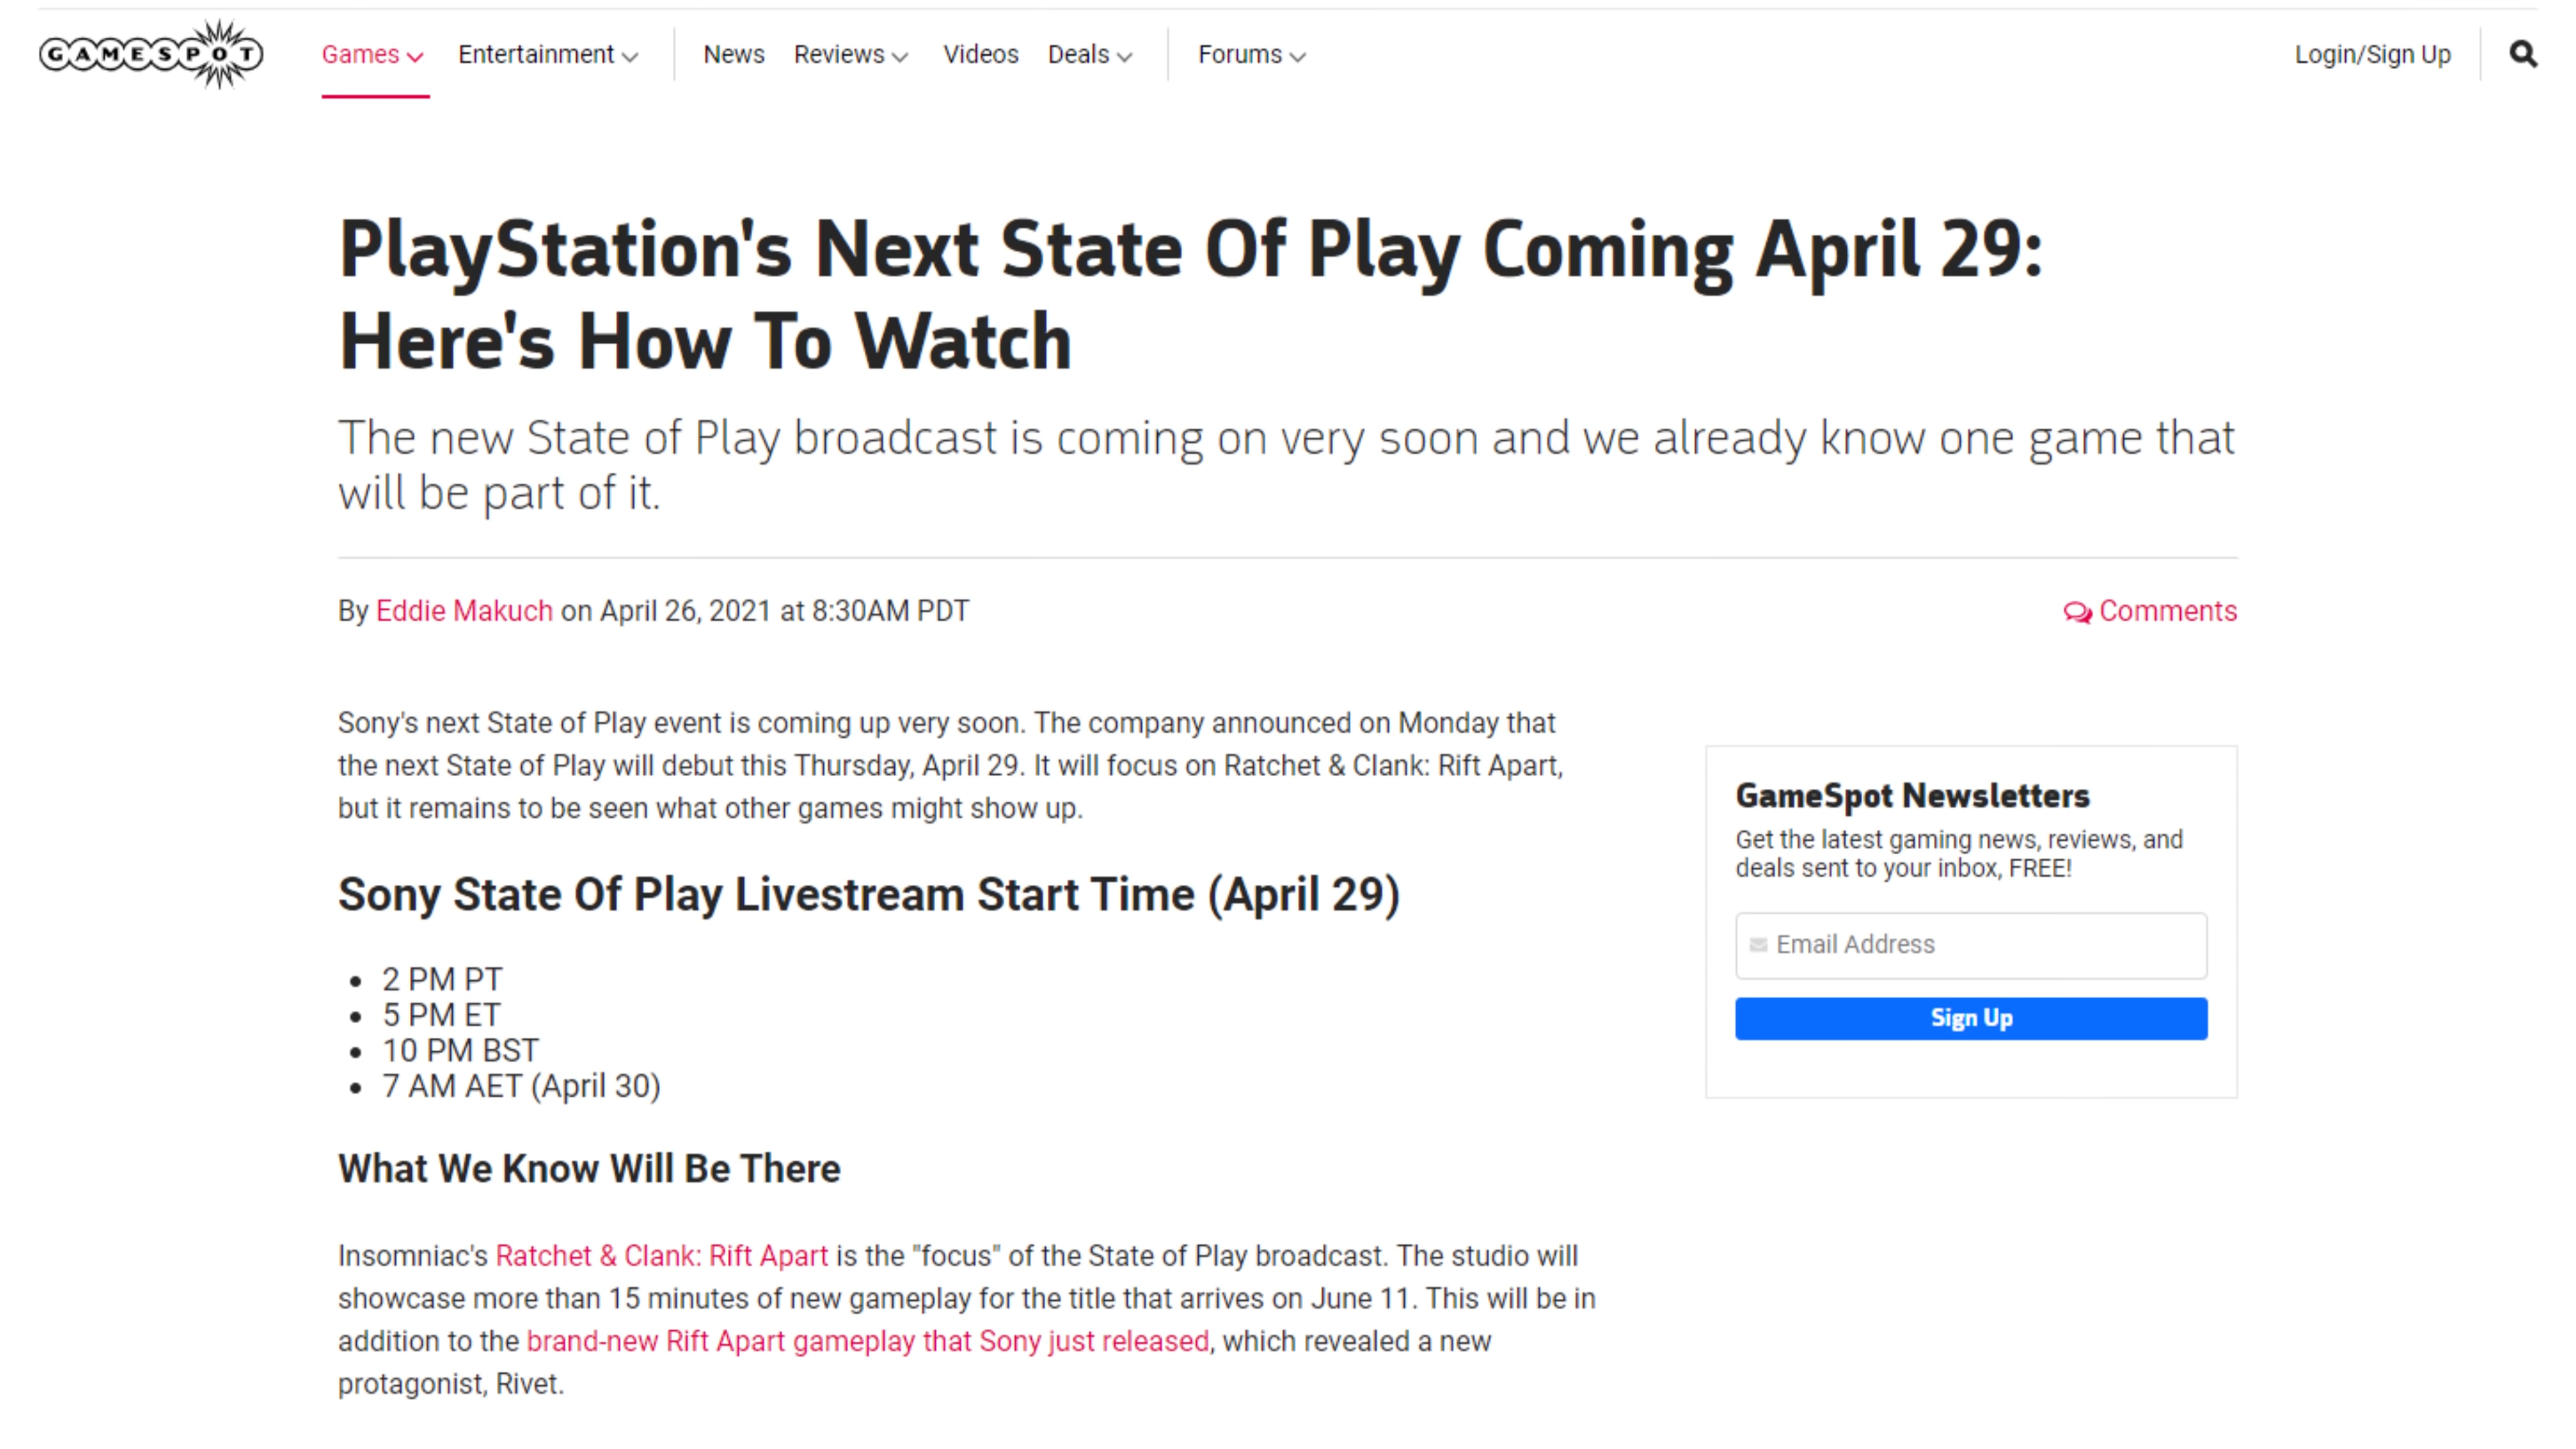 GAMESPOT
Games
Entertainment
News
Reviews
Videos
Deals
Forums
Login/Sign Up
PlayStation's Next State Of Play Coming April 29:
Here's How To Watch
The new State of Play broadcast is coming on very soon and we already know one game that
will be part of it.
By Eddie Makuch on April 26, 2021 at 8:30AM PDT
Comments
Sony's next State of Play event is coming up very soon. The company announced on Monday that
the next State of Play will debut this Thursday, April 29. It will focus on Ratchet & Clank: Rift Apart,
but it remains to be seen what other games might show up.
Sony State Of Play Livestream Start Time (April 29)
• 2 PM PT
• 5 PM ET
• 10 PM BST
• 7 AM AET (April 30)
What We Know Will Be There
Insomniac's Ratchet & Clank: Rift Apart is the "focus" of the State of Play broadcast. The studio will
showcase more than 15 minutes of new gameplay for the title that arrives on June 11. This will be in
addition to the brand-new Rift Apart gameplay that Sony just released, which revealed a new
protagonist, Rivet.
GameSpot Newsletters
Get the latest gaming news, reviews, and
deals sent to your inbox, FREE!
Email Address
Sign Up